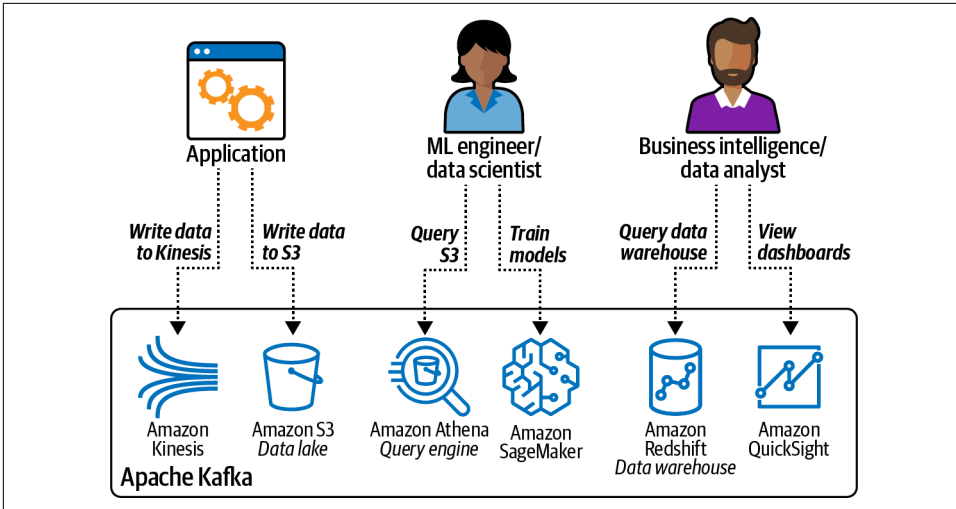 Application
ML engineer/
data scientist
Business intelligence/
data analyst
Write data
to Kinesis
Write data
to S3
Query
S3
Train
models
Query data
warehouse
View
dashboards
Amazon
Kinesis
Amazon S3
Data lake
Amazon Athena
Query engine
Amazon
SageMaker
Amazon
Redshift
Data warehouse
Amazon
QuickSight
Apache Kafka